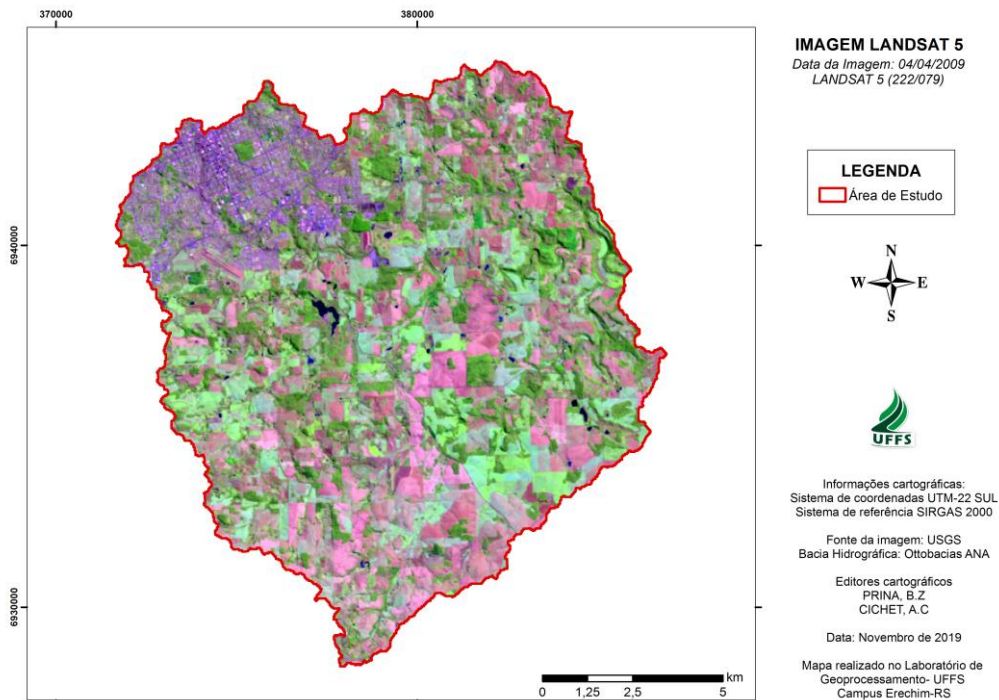 370000
380000
6940000
6930000
IMAGEM LANDSAT 5
Data da Imagem: 04/04/2009
LANDSAT 5 (222/079)
LEGENDA
Área de Estudo
N
W
E
S
UFFS
Informações cartográficas:
Sistema de coordenadas UTM-22 SUL
Sistema de referência SIRGAS 2000
Fonte da imagem: USGS
Bacia Hidrográfica: Ottobacias ANA
Editores cartográficos
PRINA, B.Z
CICHET, A.C
Data: Novembro de 2019
Mapa realizado no Laboratório de
Geoprocessamento- UFFS
Campus Erechim-RS
km
0 1,25 2,5 5